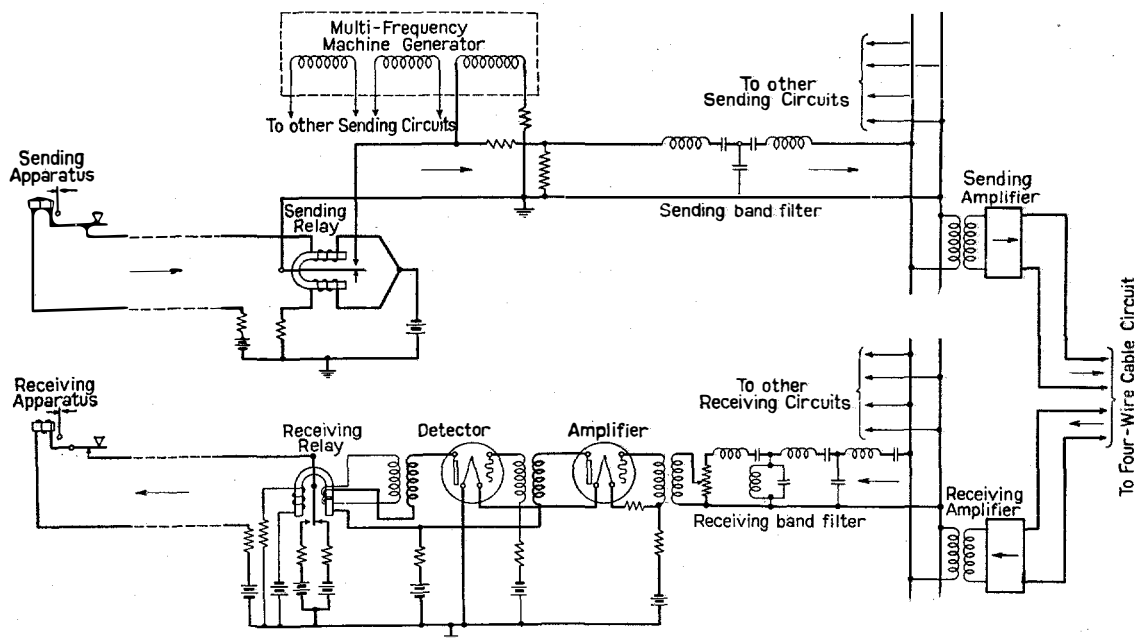 Multi-Frequency
Machine Generator
To other Sending Circuits
To other
Sending Circuits
Sending
Apparatus
Sending
Relay
Sending band filter
Sending
Amplifier
To Four-Wire Cable Circuit
Receiving
Apparatus
Receiving
Relay
Detector
Amplifier
To other
Receiving Circuits
Receiving band filter
Receiving
Amplifier